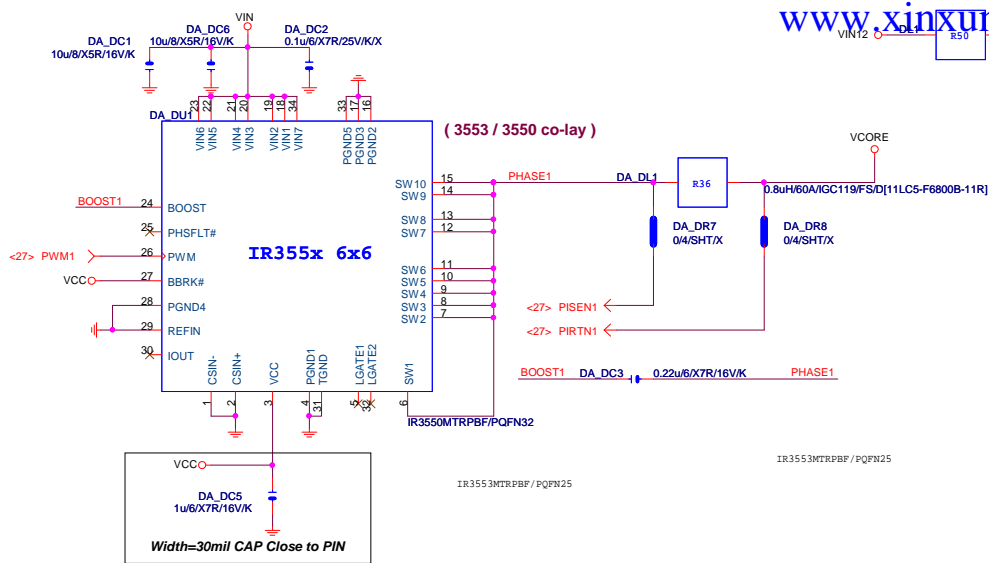 www.xinxun
VIN
DA_DC6
DA_DC2
DA_DC1
10u/8/X5R/16V/K
0.1u/6/X7R/25V/K/X
10u/8/X5R/16V/K
VIN12
DL1
R50
DA_DU1
23
22
21
20
19
18
34
33
17
16
VIN6
VIN5
VIN4
VIN3
VIN2
VIN1
VIN7
PGND5
PGND3
PGND2
( 3553 / 3550 co-lay )
VCORE
BOOST1
24
BOOST
25
PHSFLT#
<27> PWM1
26
PWM
VCC
27
BBRK#
28
PGND4
29
REFIN
30
IOUT
IR355x 6x6
SW10
15
SW9
14
SW8
13
SW7
12
SW6
11
SW5
10
SW4
9
SW3
8
SW2
7
PHASE1
DA_DL1
R36
0.8uH/60A/IGC119/FS/D[11LC5-F6800B-11R]
DA_DR7
0/4/SHT/X
DA_DR8
0/4/SHT/X
<27> PISEN1
<27> PIRTN1
CSIN-
CSIN+
VCC
PGND1
TGND
LGATE1
LGATE2
SW1
1
2
3
4
31
5
32
6
BOOST1
DA_DC3
0.22u/6/X7R/16V/K
PHASE1
IR3550MTRPBF/PQFN32
IR3553MTRPBF/PQFN25
IR3553MTRPBF/PQFN25
VCC
DA_DC5
1u/6/X7R/16V/K
Width=30mil CAP Close to PIN